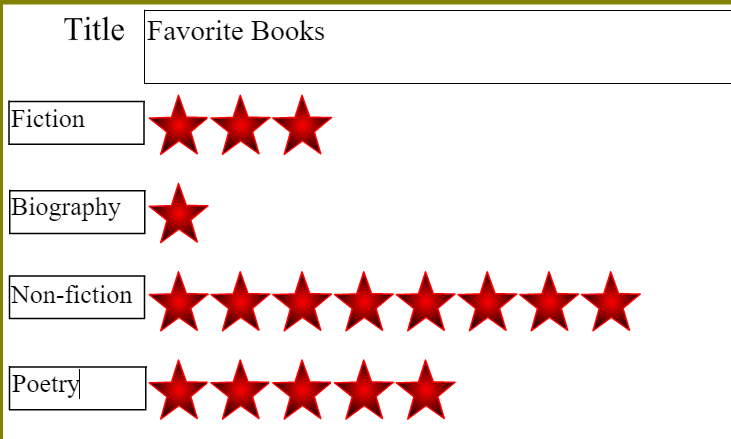 Title
Favorite Books
Fiction
Biography
Non-fiction
Poetry